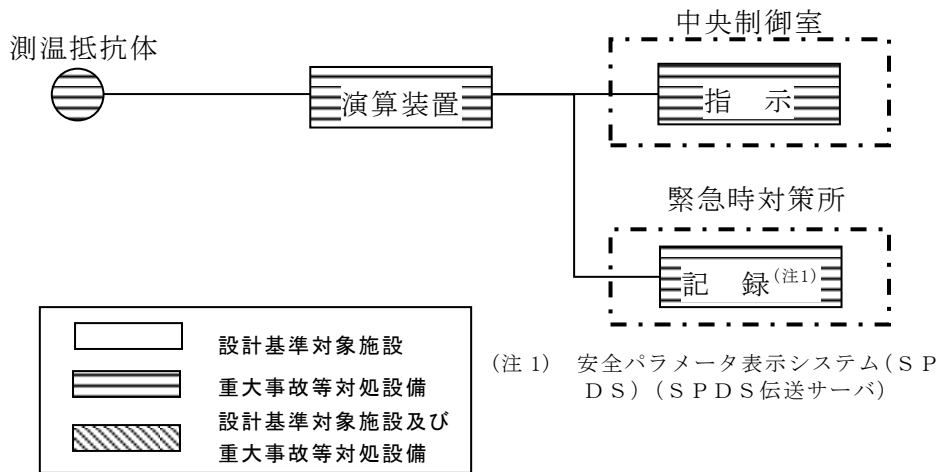 中央制御室
測温抵抗体
演算装置
指　示
緊急時対策所
記　録(注1)
設計基準対象施設
重大事故等対処設備
設計基準対象施設及び
重大事故等対処設備
(注 1)　安全パラメータ表示システム(ＳＰ
ＤＳ)(ＳＰＤＳ伝送サーバ)